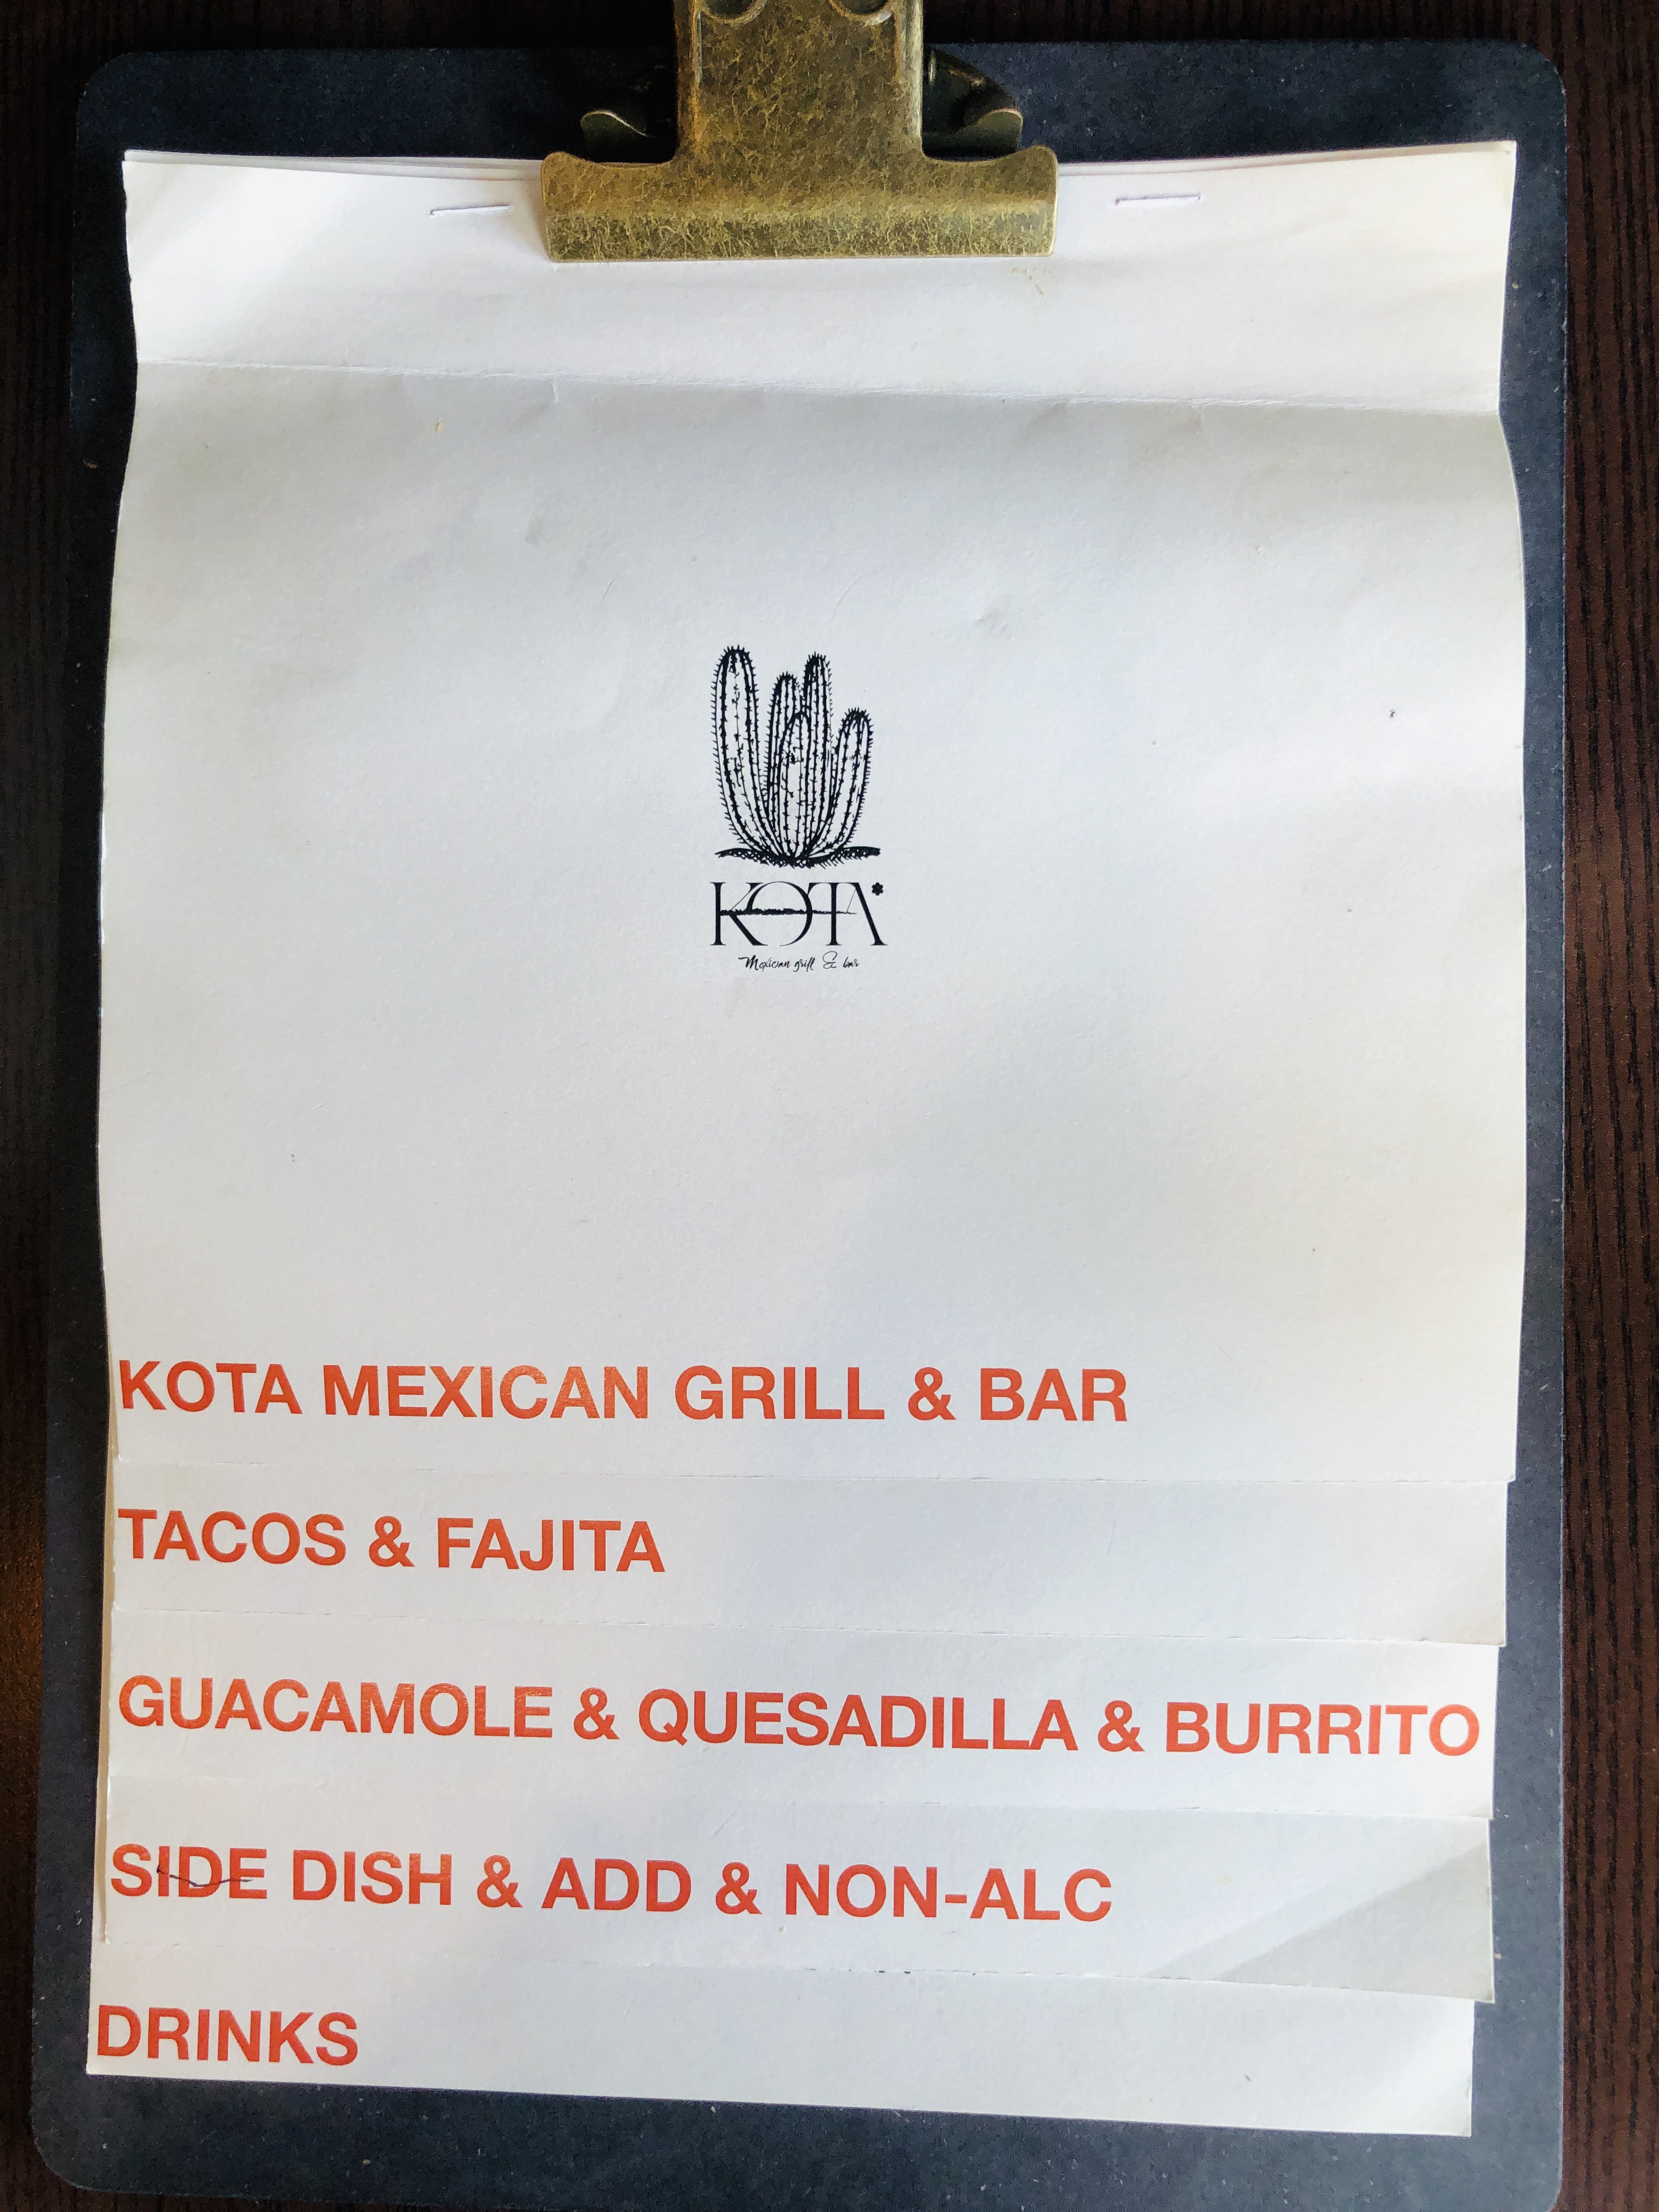 KOTA*
Mexican grill & bar
KOTA MEXICAN GRILL & BAR
TACOS & FAJITA
GUACAMOLE & QUESADILLA & BURRITO
SIDE DISH & ADD & NON-ALC
DRINKS